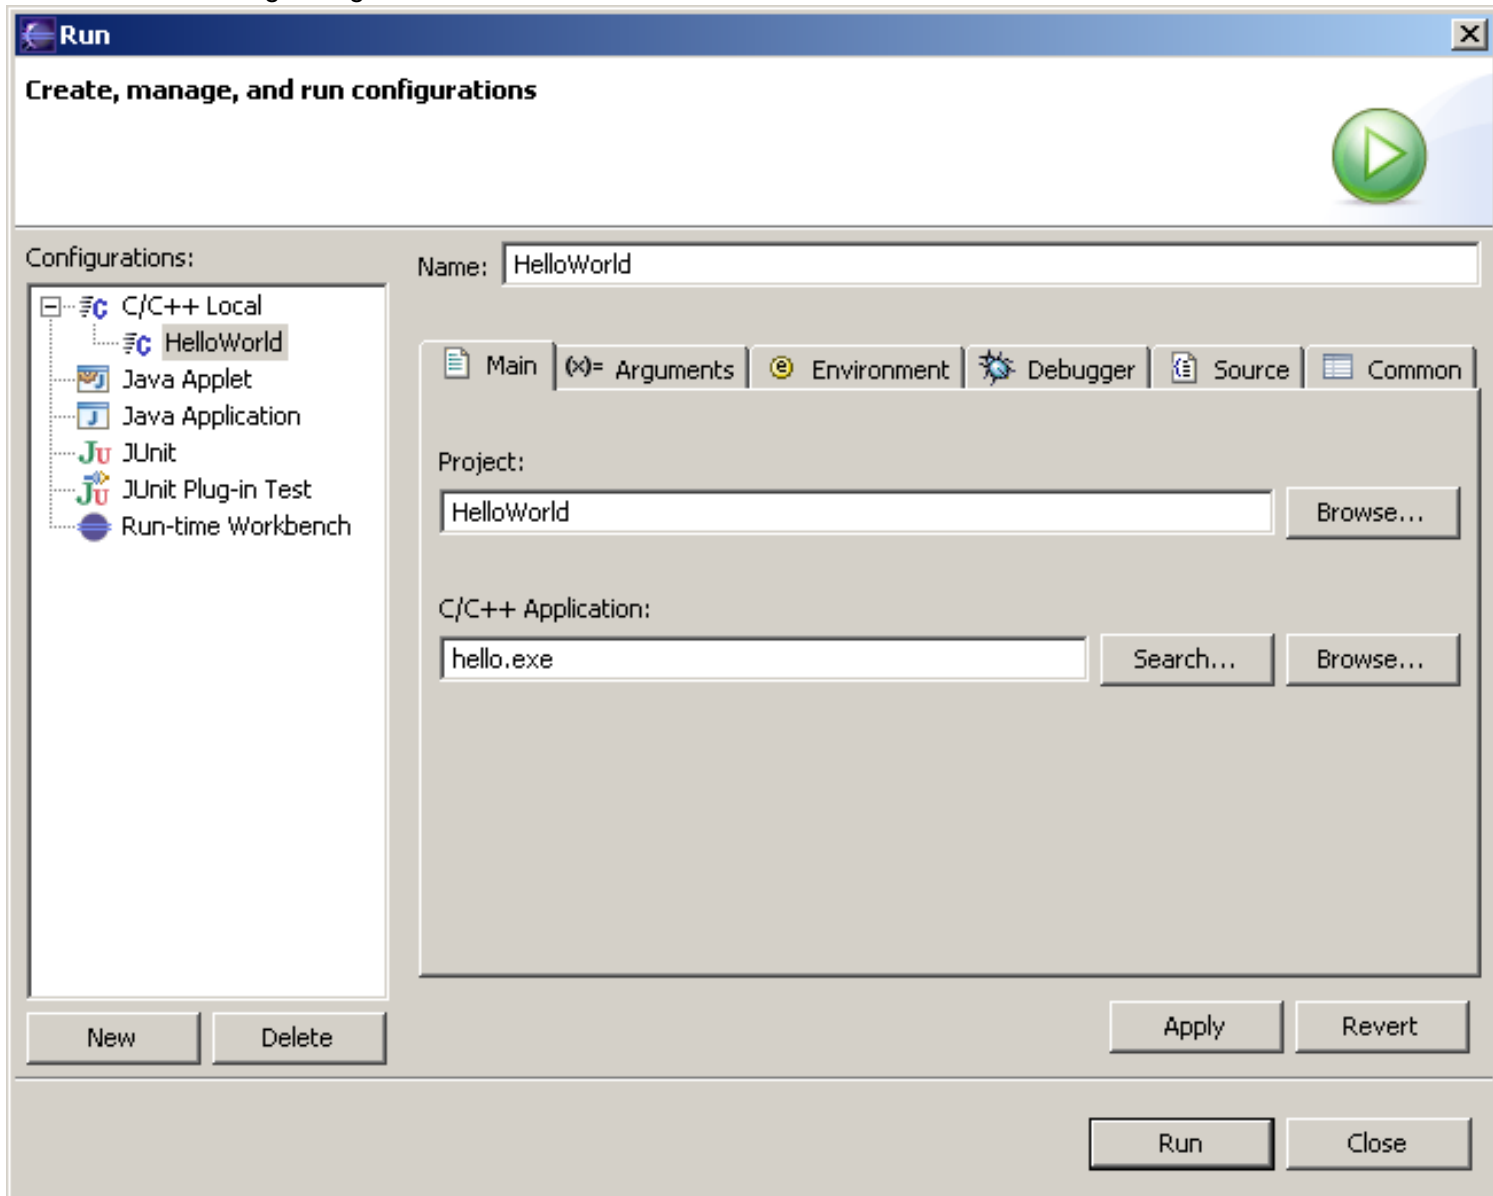 Run
Create, manage, and run configurations
Configurations:
C/C++ Local
HelloWorld
Java Applet
Java Application
JUnit
JUnit Plug-in Test
Run-time Workbench
New Delete
Name: HelloWorld
Main (x)= Arguments Environment Debugger Source Common
Project:
HelloWorld Browse...
C/C++ Application:
hello.exe Search... Browse...
Apply Revert
Run Close